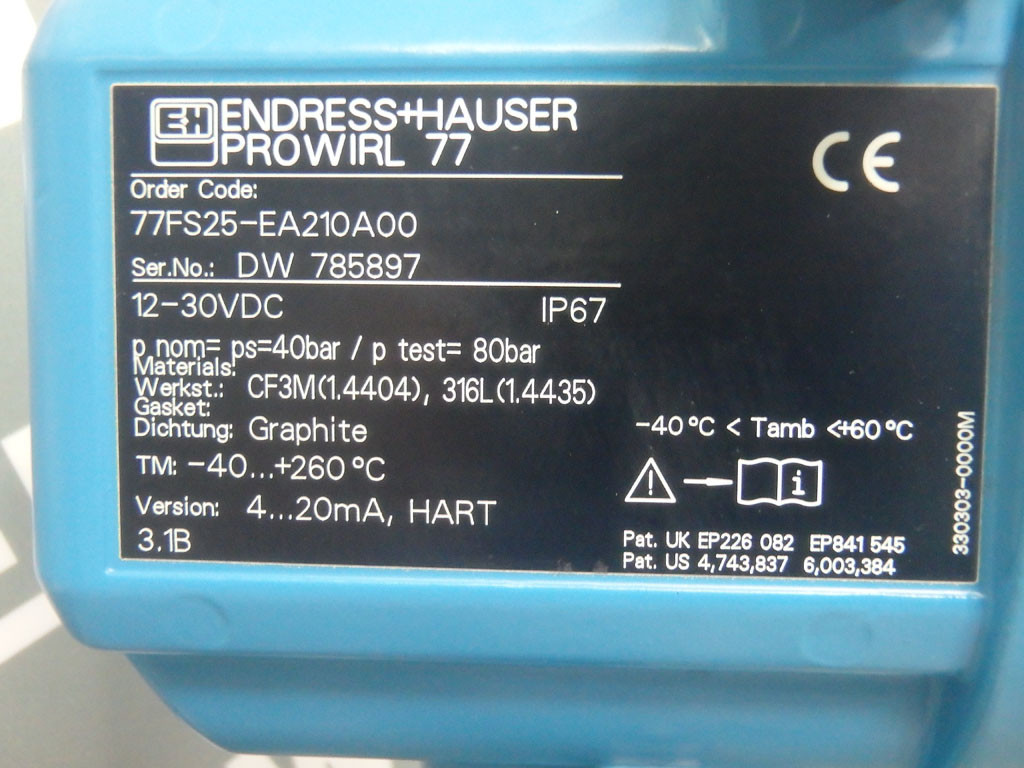 EH ENDRESS+HAUSER
PROWIRL 77
CE
Order Code:
77FS25-EA210A00
Ser.No.: DW 785897
12-30VDC IP67
p nom= ps=40bar / p test= 80bar
Materials:
Werkst.: CF3M(1.4404), 316L(1.4435)
Gasket:
Dichtung: Graphite
-40°C < Tamb <+60°C
TM: -40...+260°C
Version: 4...20mA, HART
3.1B
Pat. UK EP226 082 EP841 545
Pat. US 4,743,837 6,003,384
330303-0000M